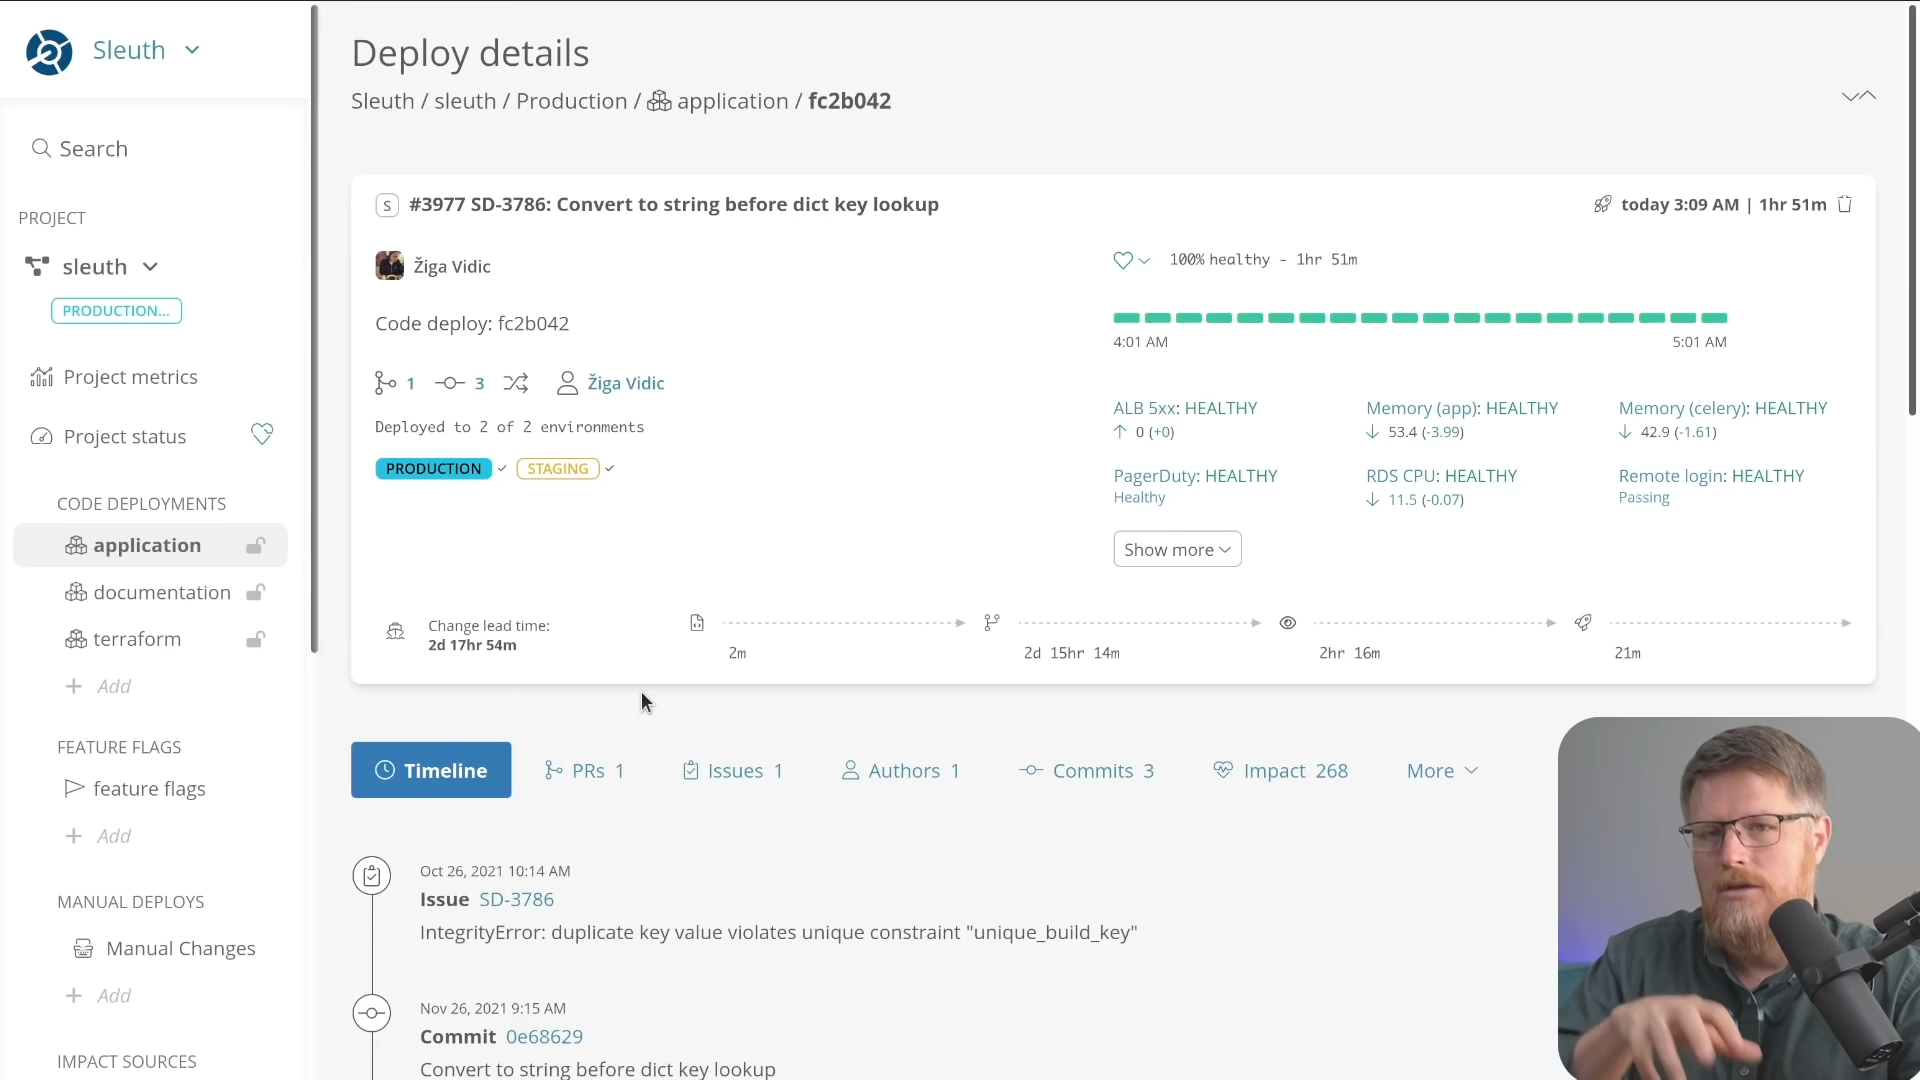 Sleuth
Search
PROJECT
sleuth
PRODUCTION...
Project metrics
Project status
CODE DEPLOYMENTS
application
documentation
terraform
Add
FEATURE FLAGS
feature flags
Add
MANUAL DEPLOYS
Manual Changes
Add
IMPACT SOURCES
Deploy details
Sleuth / sleuth / Production / application / fc2b042
S #3977 SD-3786: Convert to string before dict key lookup
today 3:09 AM | 1hr 51m
Žiga Vidic
Code deploy: fc2b042
1 3 Žiga Vidic
Deployed to 2 of 2 environments
PRODUCTION STAGING
100% healthy - 1hr 51m
4:01 AM 5:01 AM
ALB 5xx: HEALTHY
0 (+0)
Memory (app): HEALTHY
53.4 (-3.99)
Memory (celery): HEALTHY
42.9 (-1.61)
PagerDuty: HEALTHY
Healthy
RDS CPU: HEALTHY
11.5 (-0.07)
Remote login: HEALTHY
Passing
Show more
Change lead time:
2d 17hr 54m
2m 2d 15hr 14m 2hr 16m 21m
Timeline PRs 1 Issues 1 Authors 1 Commits 3 Impact 268 More
Oct 26, 2021 10:14 AM
Issue SD-3786
IntegrityError: duplicate key value violates unique constraint "unique_build_key"
Nov 26, 2021 9:15 AM
Commit 0e68629
Convert to string before dict key lookup